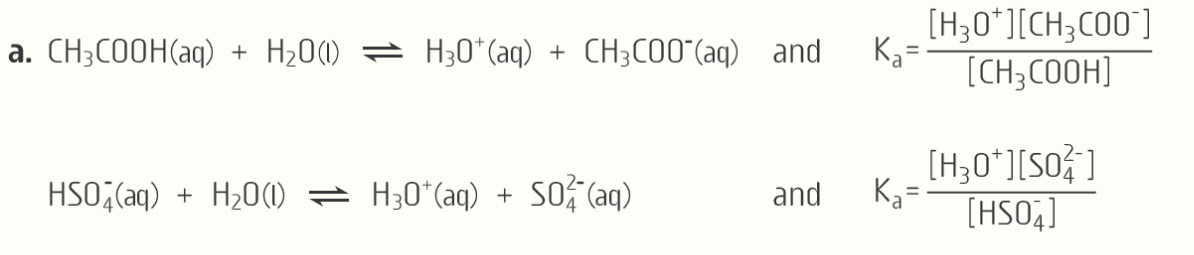 a. CH₃COOH(aq) + H₂O(l) ⇌ H₃O⁺(aq) + CH₃COO⁻(aq) and Kₐ= [H₃O⁺][CH₃COO⁻] / [CH₃COOH]
HSO₄⁻(aq) + H₂O(l) ⇌ H₃O⁺(aq) + SO₄²⁻(aq) and Kₐ= [H₃O⁺][SO₄²⁻] / [HSO₄⁻]